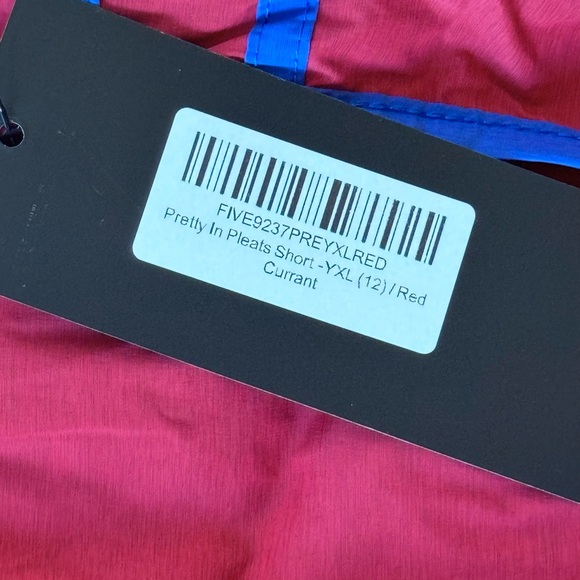 FIVE9237PREYXLRED
Pretty In Pleats Short -YXL (12) / Red
Currant